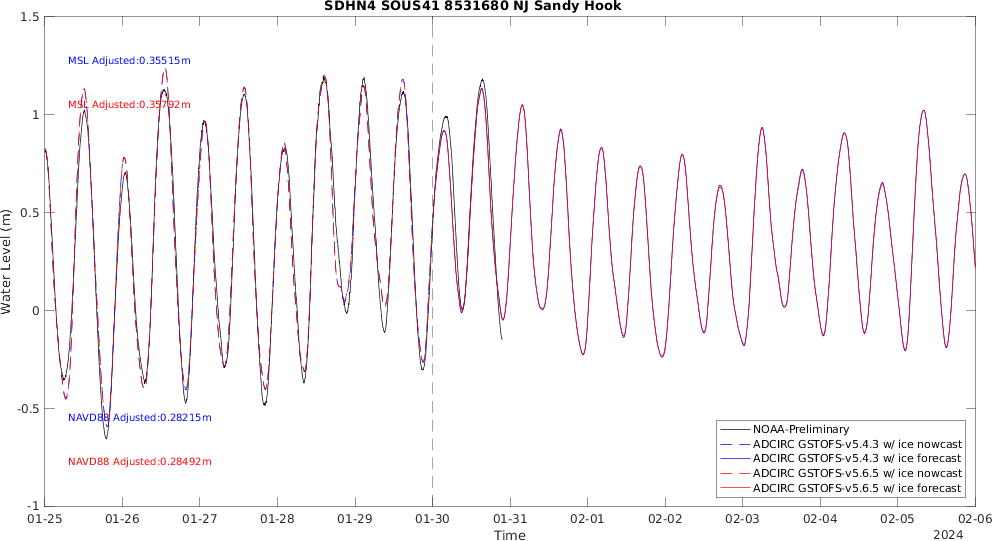 SDHN4 SOUS41 8531680 NJ Sandy Hook
1.5
1
0.5
0
-0.5
-1
Water Level (m)
MSL Adjusted:0.35515m
MSL Adjusted:0.35792m
NAVD88 Adjusted:0.28215m
NAVD88 Adjusted:0.28492m
NOAA-Preliminary
ADCIRC GSTOFS-v5.4.3 w/ ice nowcast
ADCIRC GSTOFS-v5.4.3 w/ ice forecast
ADCIRC GSTOFS-v5.6.5 w/ ice nowcast
ADCIRC GSTOFS-v5.6.5 w/ ice forecast
01-25 01-26 01-27 01-28 01-29 01-30 01-31 02-01 02-02 02-03 02-04 02-05 02-06
Time
2024